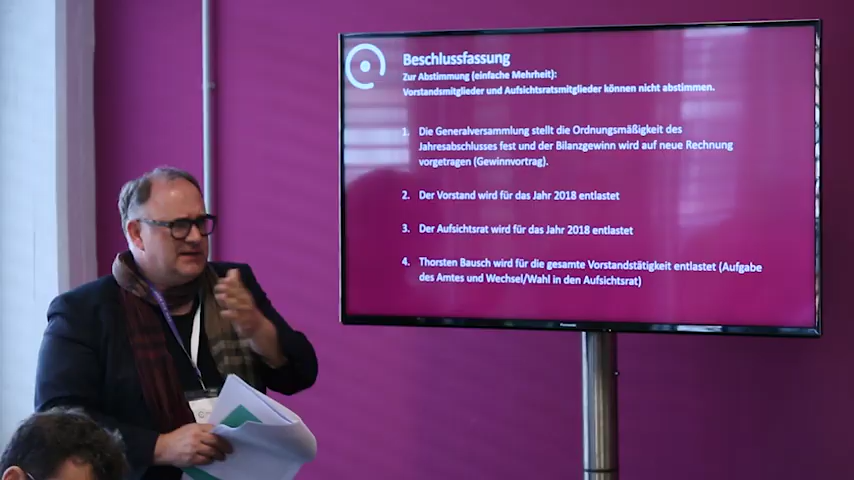 Beschlussfassung
Zur Abstimmung (einfache Mehrheit):
Vorstandsmitglieder und Aufsichtsratsmitglieder können nicht abstimmen.
1. Die Generalversammlung stellt die Ordnungsmäßigkeit des
Jahresabschlusses fest und der Bilanzgewinn wird auf neue Rechnung
vorgetragen (Gewinnvortrag).
2. Der Vorstand wird für das Jahr 2018 entlastet
3. Der Aufsichtsrat wird für das Jahr 2018 entlastet
4. Thorsten Bausch wird für die gesamte Vorstandstätigkeit entlastet (Aufgabe
des Amtes und Wechsel/Wahl in den Aufsichtsrat)
Panasonic